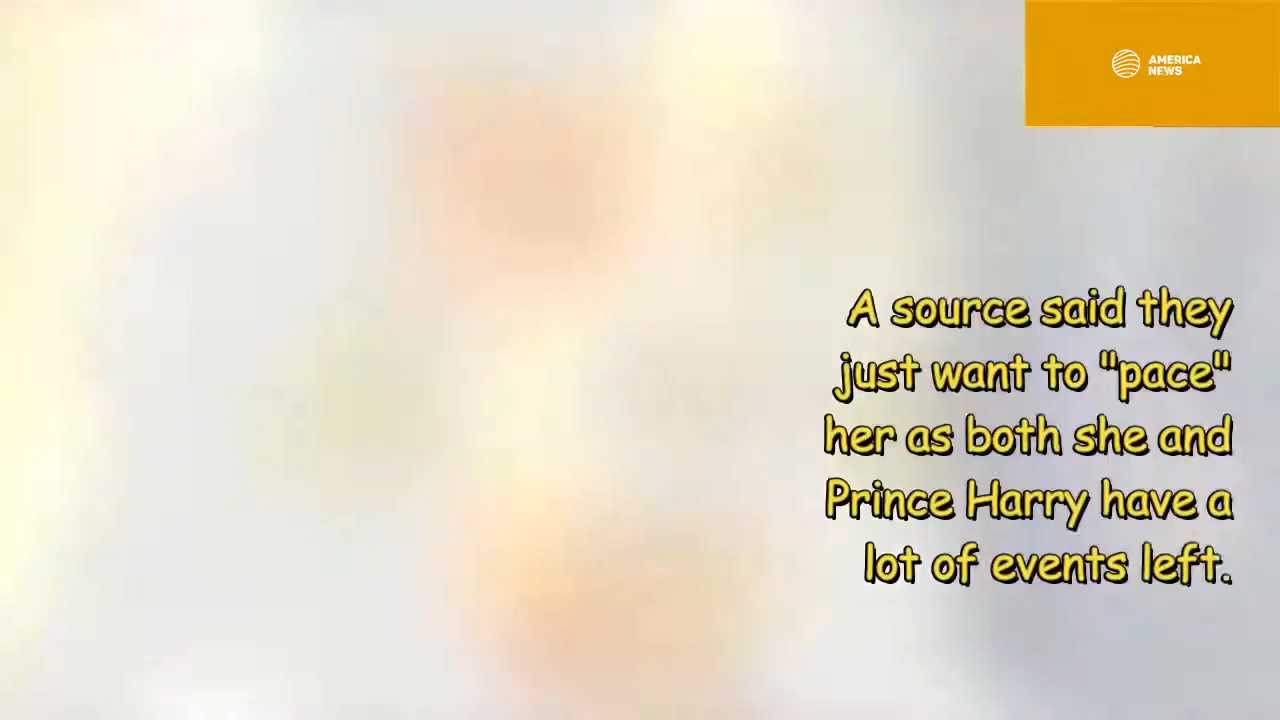 AMERICA
NEWS
A source said they
just want to "pace"
her as both she and
Prince Harry have a
lot of events left.